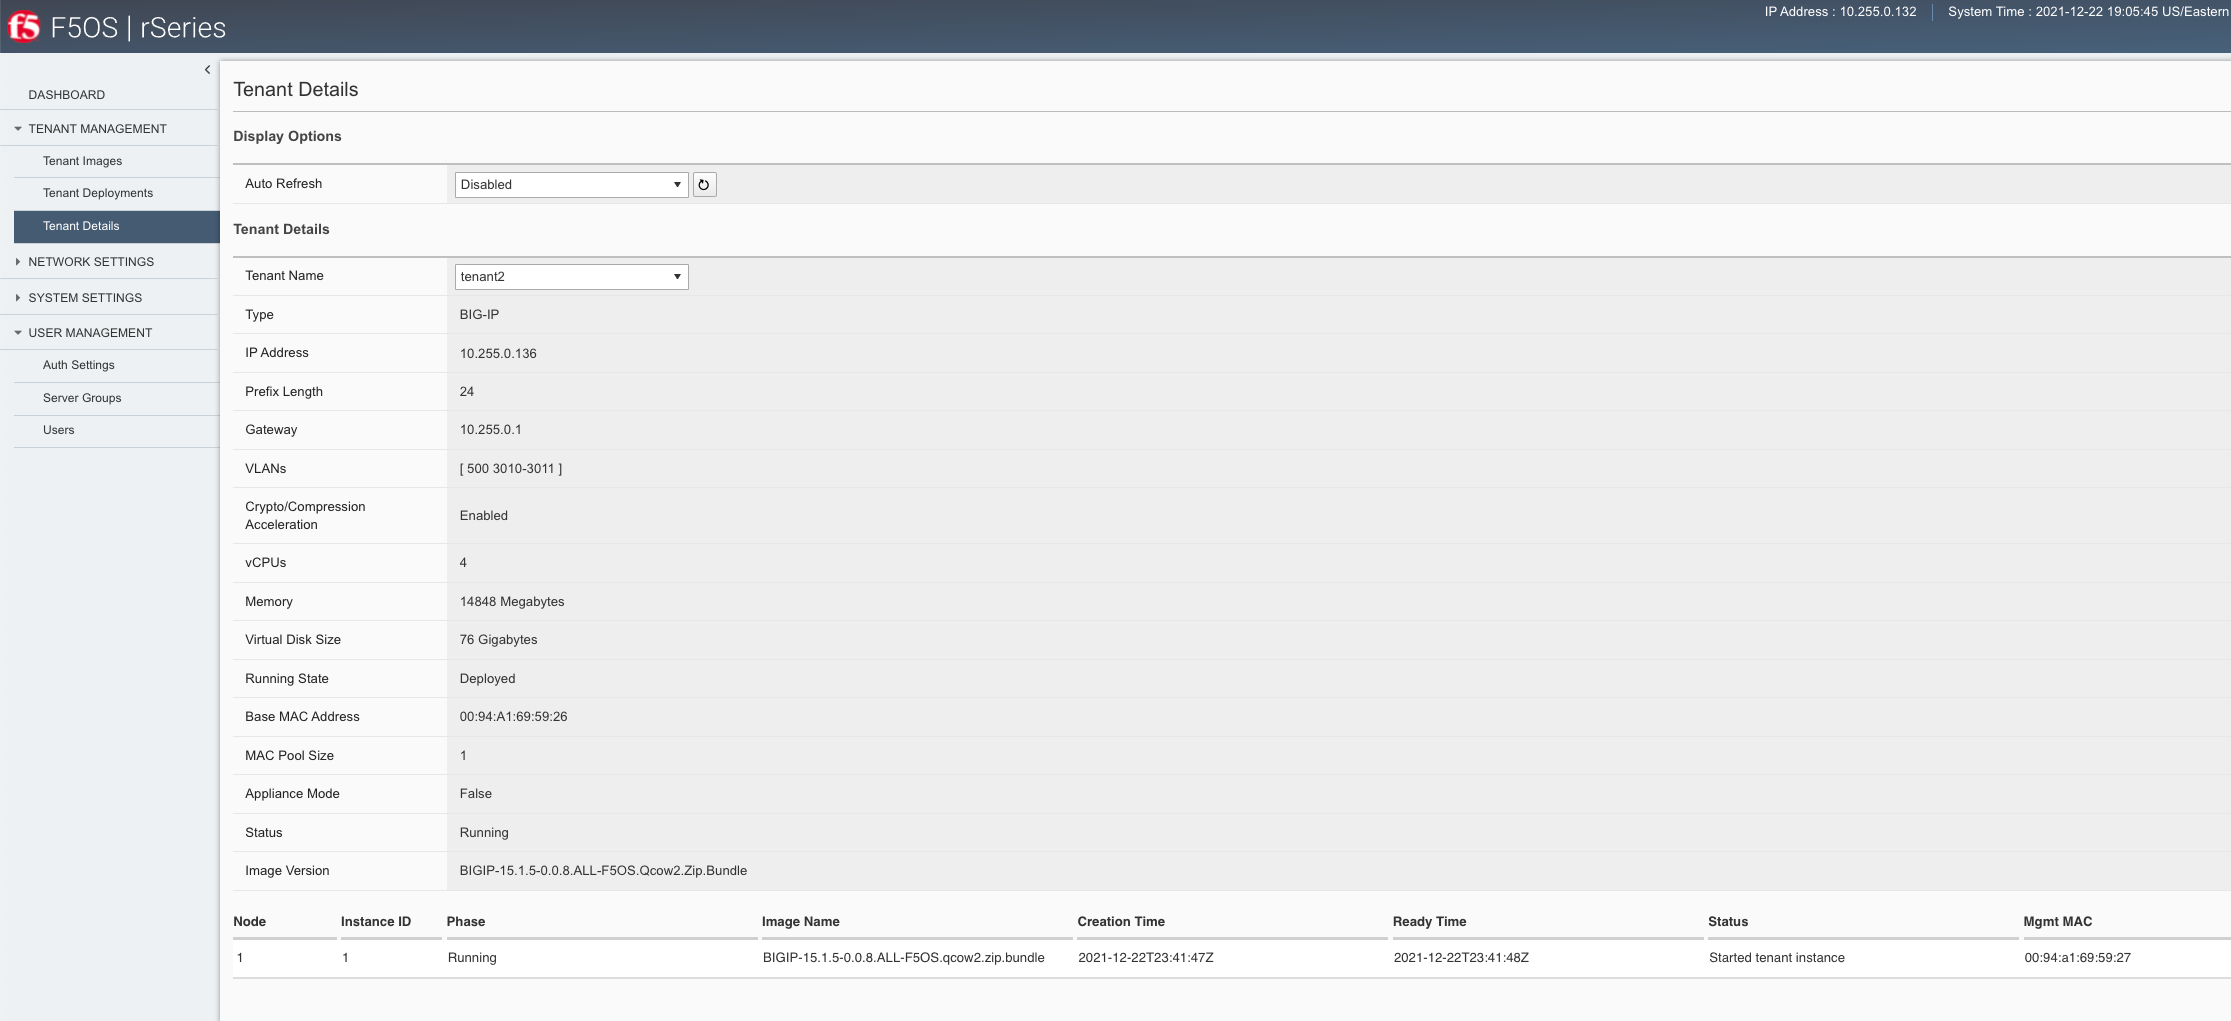 f5 F5OS | rSeries
IP Address : 10.255.0.132 System Time : 2021-12-22 19:05:45 US/Eastern
DASHBOARD
TENANT MANAGEMENT
Tenant Images
Tenant Deployments
Tenant Details
NETWORK SETTINGS
SYSTEM SETTINGS
USER MANAGEMENT
Auth Settings
Server Groups
Users
Tenant Details
Display Options
Auto Refresh Disabled
Tenant Details
Tenant Name tenant2
Type BIG-IP
IP Address 10.255.0.136
Prefix Length 24
Gateway 10.255.0.1
VLANs [ 500 3010-3011 ]
Crypto/Compression
Acceleration Enabled
vCPUs 4
Memory 14848 Megabytes
Virtual Disk Size 76 Gigabytes
Running State Deployed
Base MAC Address 00:94:A1:69:59:26
MAC Pool Size 1
Appliance Mode False
Status Running
Image Version BIGIP-15.1.5-0.0.8.ALL-F5OS.Qcow2.Zip.Bundle
Node Instance ID Phase Image Name Creation Time Ready Time Status Mgmt MAC
1 1 Running BIGIP-15.1.5-0.0.8.ALL-F5OS.qcow2.zip.bundle 2021-12-22T23:41:47Z 2021-12-22T23:41:48Z Started tenant instance 00:94:a1:69:59:27